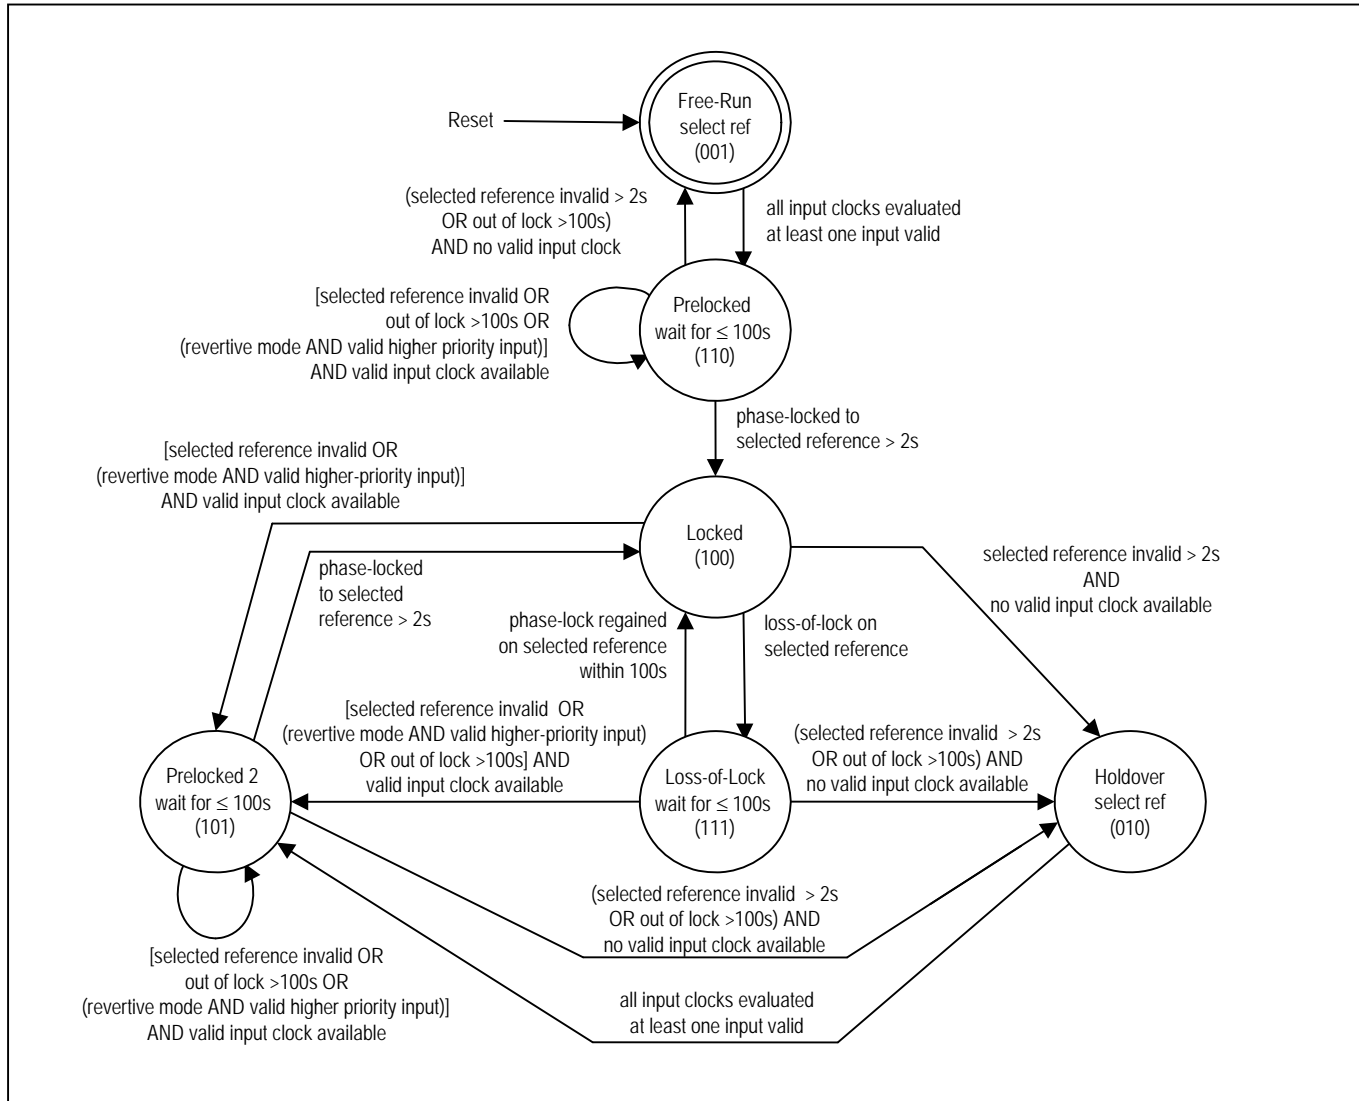 Free-Run
select ref
(001)
Reset
(selected reference invalid > 2s
OR out of lock >100s)
AND no valid input clock
all input clocks evaluated
at least one input valid
[selected reference invalid OR
out of lock >100s OR
(revertive mode AND valid higher priority input)]
AND valid input clock available
Prelocked
wait for ≤ 100s
(110)
phase-locked to
selected reference > 2s
[selected reference invalid OR
(revertive mode AND valid higher-priority input)]
AND valid input clock available
Locked
(100)
phase-locked
to selected
reference > 2s
selected reference invalid > 2s
AND
no valid input clock available
phase-lock regained
on selected reference
within 100s
loss-of-lock on
selected reference
[selected reference invalid OR
(revertive mode AND valid higher-priority input)
OR out of lock >100s] AND
valid input clock available
(selected reference invalid > 2s
OR out of lock >100s) AND
no valid input clock available
Prelocked 2
wait for ≤ 100s
(101)
Loss-of-Lock
wait for ≤ 100s
(111)
Holdover
select ref
(010)
(selected reference invalid > 2s
OR out of lock >100s) AND
no valid input clock available
[selected reference invalid OR
out of lock >100s OR
(revertive mode AND valid higher priority input)]
AND valid input clock available
all input clocks evaluated
at least one input valid